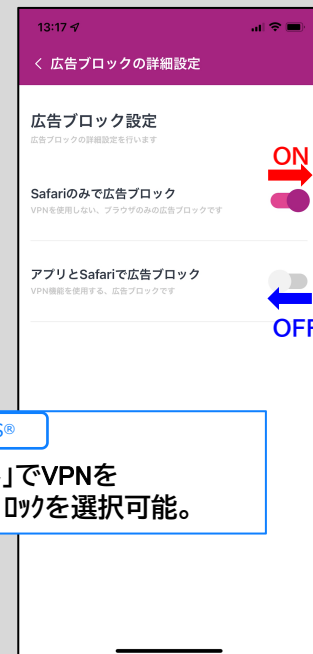 13:17
広告ブロックの詳細設定
広告ブロック設定
広告ブロックの詳細設定を行います
ON
Safariのみで広告ブロック
VPNを使用しない、ブラウザのみの広告ブロックです
アプリとSafariで広告ブロック
VPN機能を使用する、広告ブロックです
OFF
S®
」でVPNを
ロックを選択可能。